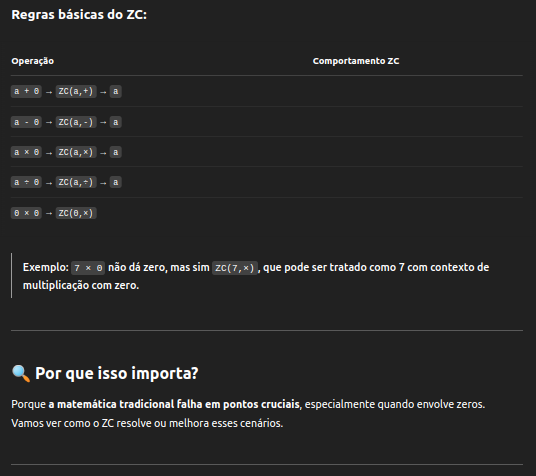 Regras básicas do ZC:
Operação Comportamento ZC
a + 0 → ZC(a,+) → a
a - 0 → ZC(a,-) → a
a × 0 → ZC(a,×) → a
a ÷ 0 → ZC(a,÷) → a
0 × 0 → ZC(0,×)
Exemplo: 7 × 0 não dá zero, mas sim ZC(7,×), que pode ser tratado como 7 com contexto de
multiplicação com zero.
🔍 Por que isso importa?
Porque a matemática tradicional falha em pontos cruciais, especialmente quando envolve zeros.
Vamos ver como o ZC resolve ou melhora esses cenários.